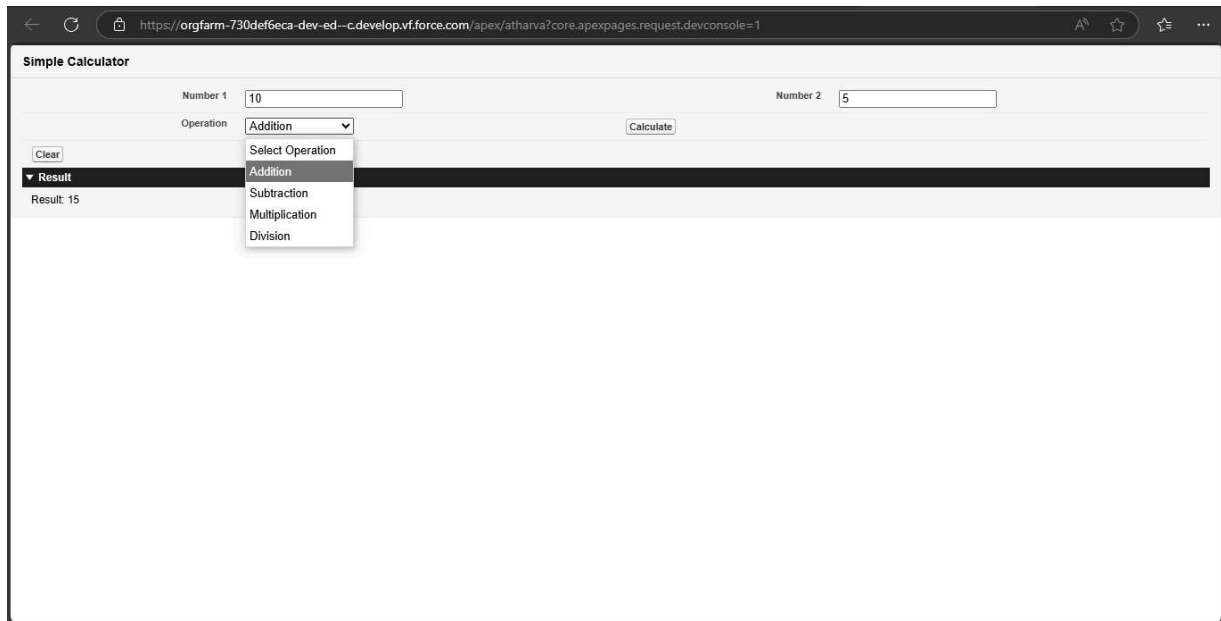 https://orgfarm-730def6eca-dev-ed--c.develop.vf.force.com/apex/atharva?core.apexpages.request.devconsole=1
Simple Calculator
Number 1 10 Number 2 5
Operation Addition Calculate
Select Operation
Clear
Addition
▼ Result
Subtraction
Result: 15
Multiplication
Division